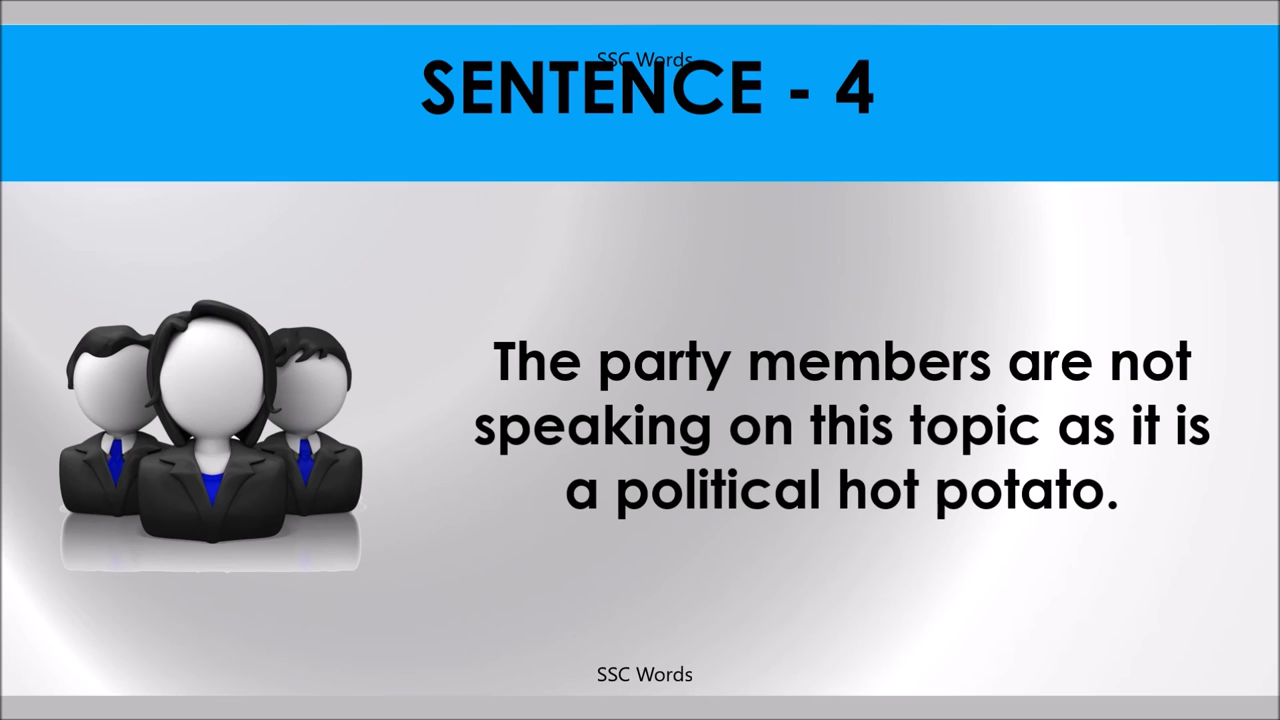 SSC Words
SENTENCE - 4
The party members are not
speaking on this topic as it is
a political hot potato.
SSC Words